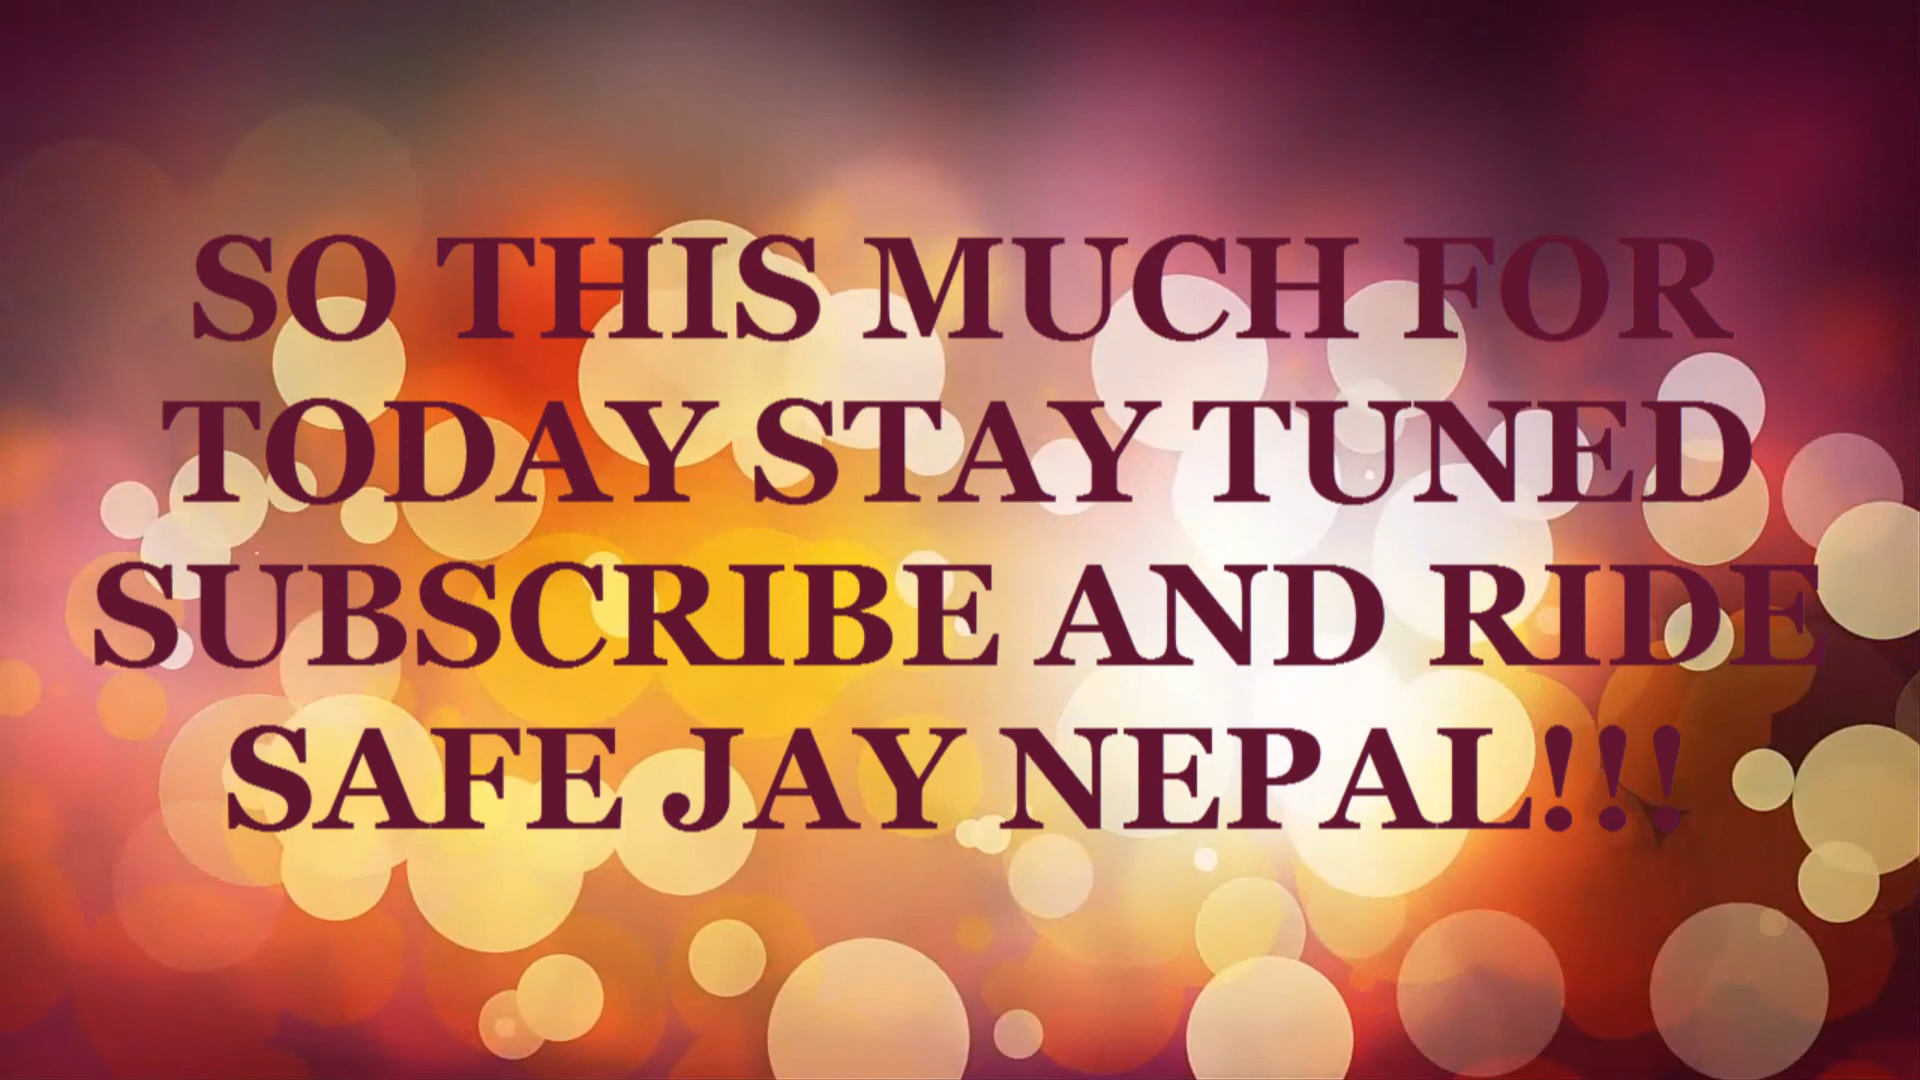 SO THIS MUCH FOR
TODAY STAY TUNED
SUBSCRIBE AND RIDE
SAFE JAY NEPAL!!!